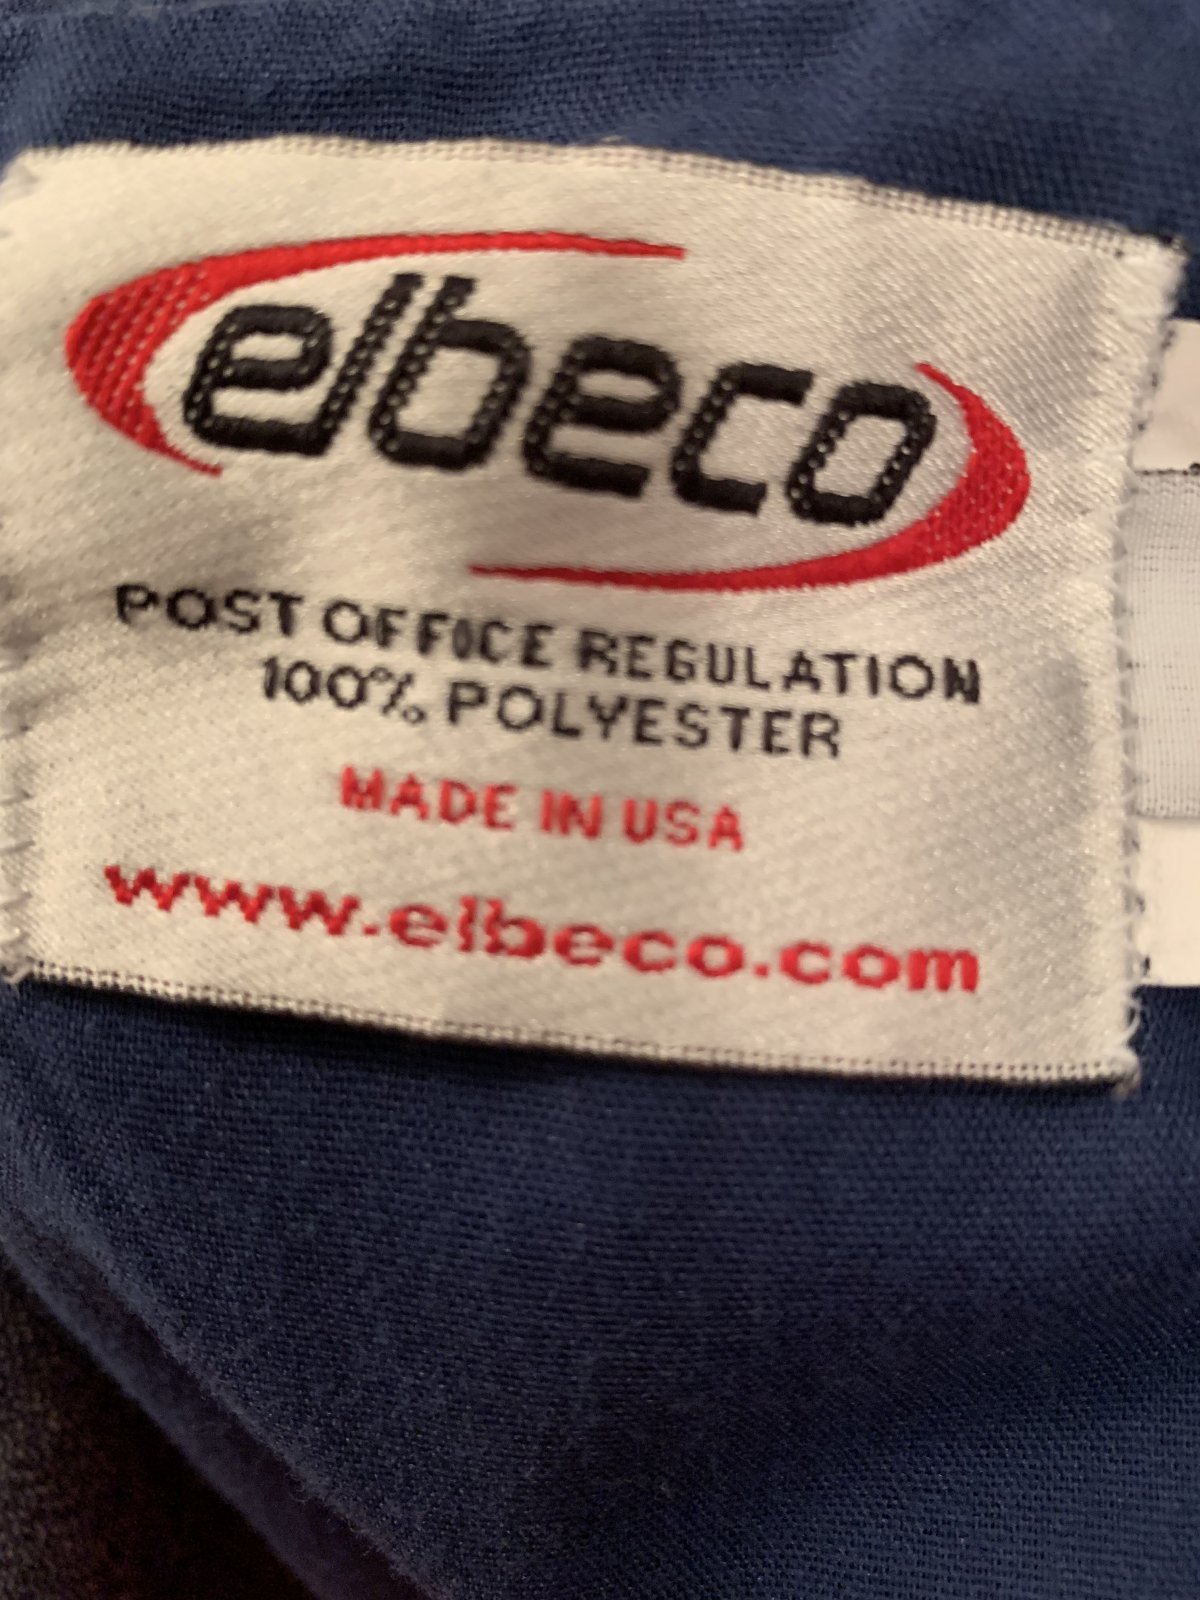 elbeco
POST OFFICE REGULATION
100% POLYESTER
MADE IN USA
www.elbeco.com